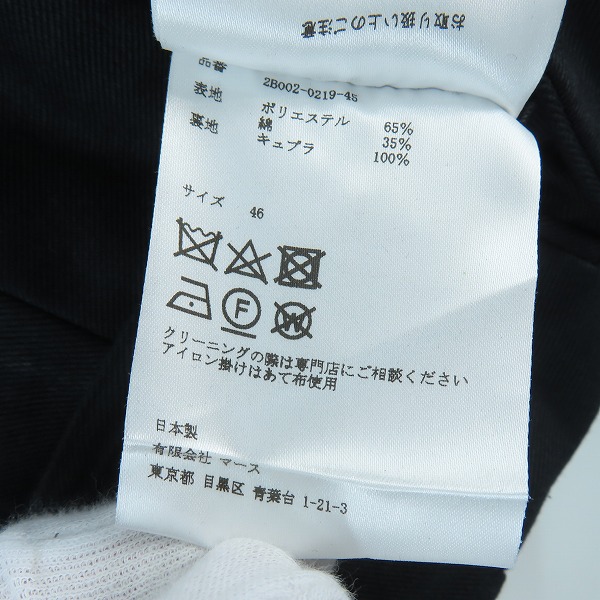 お取り扱い上のご注意
品番 2B002-0219-45
表地 ポリエステル 65%
綿 35%
裏地 キュプラ 100%
サイズ 46
F
W
クリーニングの際は専門店にご相談ください
アイロン掛けはあて布使用
日本製
有限会社 マース
東京都 目黒区 青葉台 1-21-3